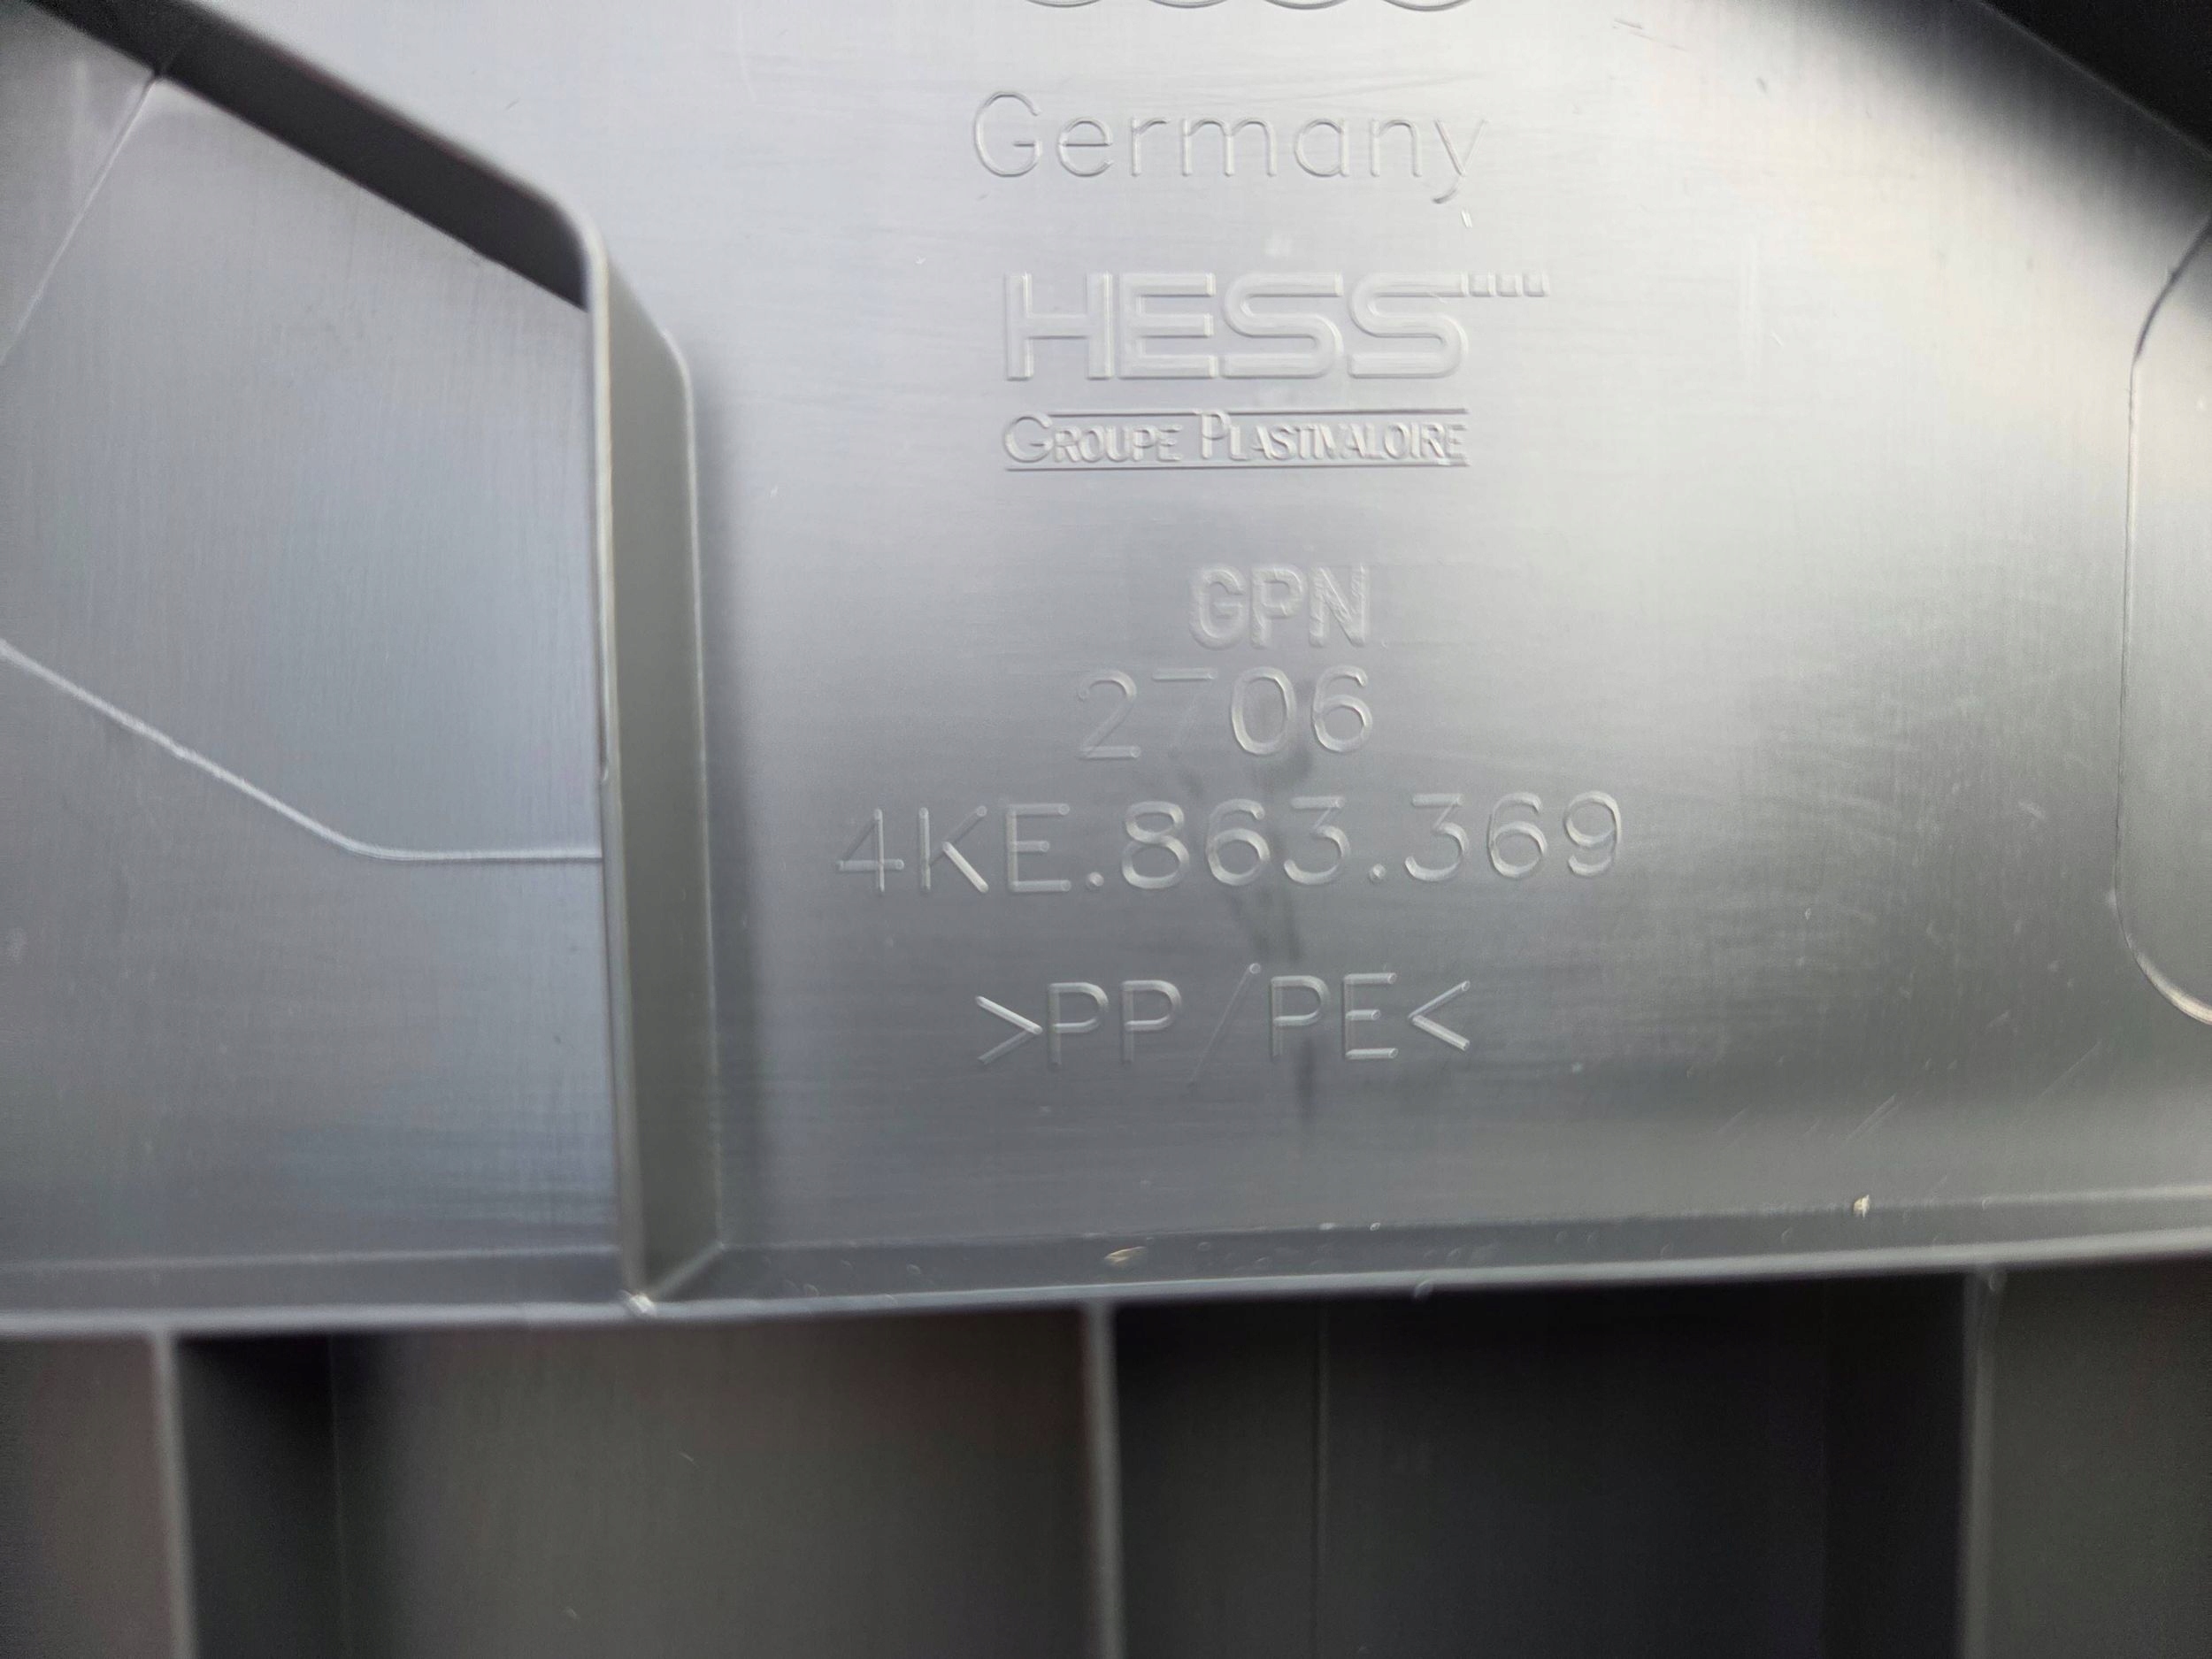 Germany
HESS
GROUPE PLASTIVALOIRE
GPN
2706
4KE.863.369
>PP/PE<